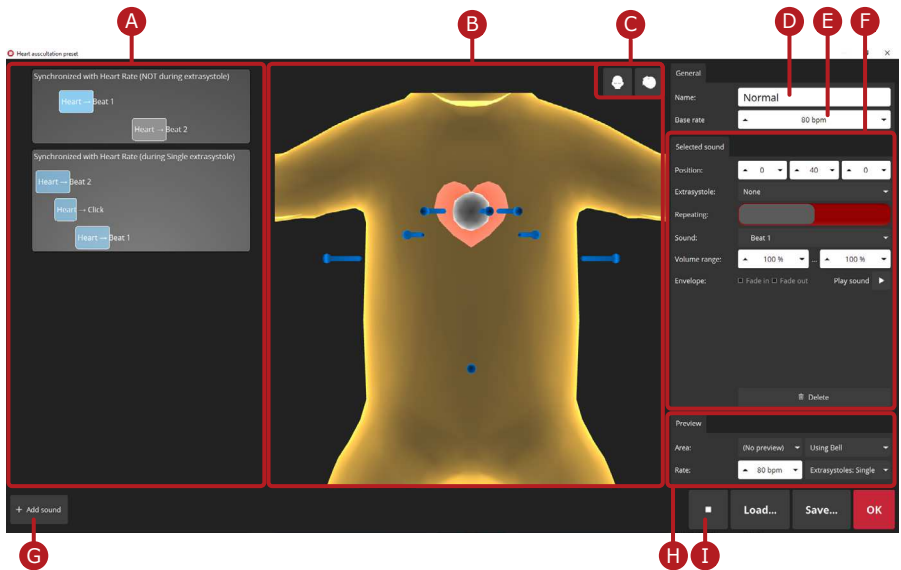 A
B
C
D
E
F
Heart auscultation preset
Synchronized with Heart Rate (NOT during extrasystole)
Heart → Beat 1
Heart → Beat 2
Synchronized with Heart Rate (during Single extrasystole)
Heart → Beat 2
Heart → Click
Heart → Beat 1
General
Name: Normal
Base rate 80 bpm
Selected sound
Position: 0 40 0
Extrasystole: None
Repeating:
Sound: Beat 1
Volume range: 100 % ... 100 %
Envelope: Fade in Fade out Play sound
Delete
Preview
Area: (No preview) Using Bell
Rate: 80 bpm Extrasystoles: Single
+ Add sound
Load... Save... OK
G
H
I